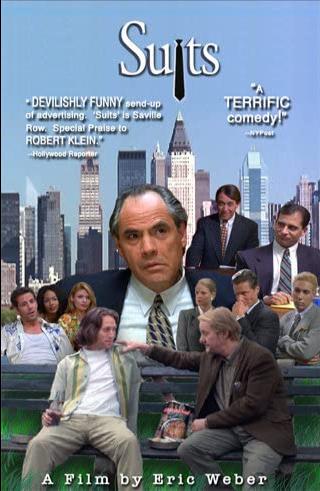 Suits
" DEVILISHLY FUNNY send-up
of advertising. 'Suits' is Saville
Row. Special Praise to
ROBERT KLEIN."
--Hollywood Reporter
"A
TERRIFIC
comedy!"
--NYPost
A Film by Eric Weber